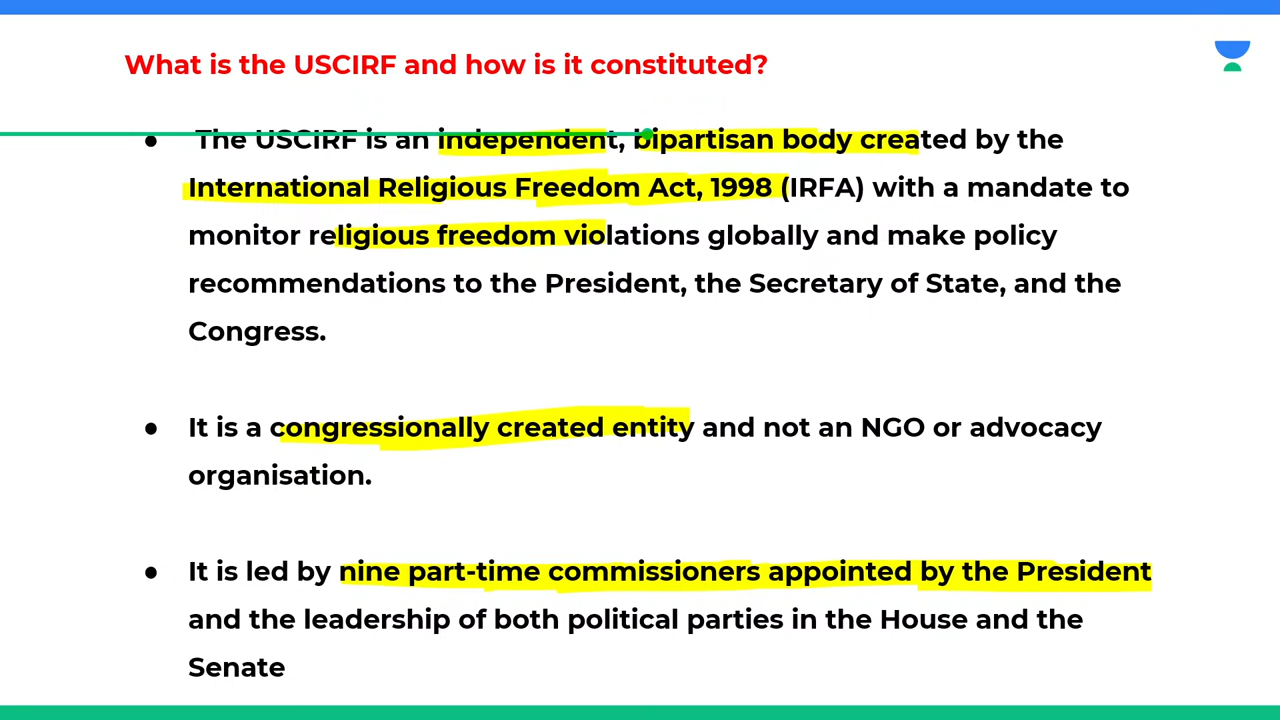 What is the USCIRF and how is it constituted?
● The USCIRF is an independent, bipartisan body created by the
International Religious Freedom Act, 1998 (IRFA) with a mandate to
monitor religious freedom violations globally and make policy
recommendations to the President, the Secretary of State, and the
Congress.
● It is a congressionally created entity and not an NGO or advocacy
organisation.
● It is led by nine part-time commissioners appointed by the President
and the leadership of both political parties in the House and the
Senate